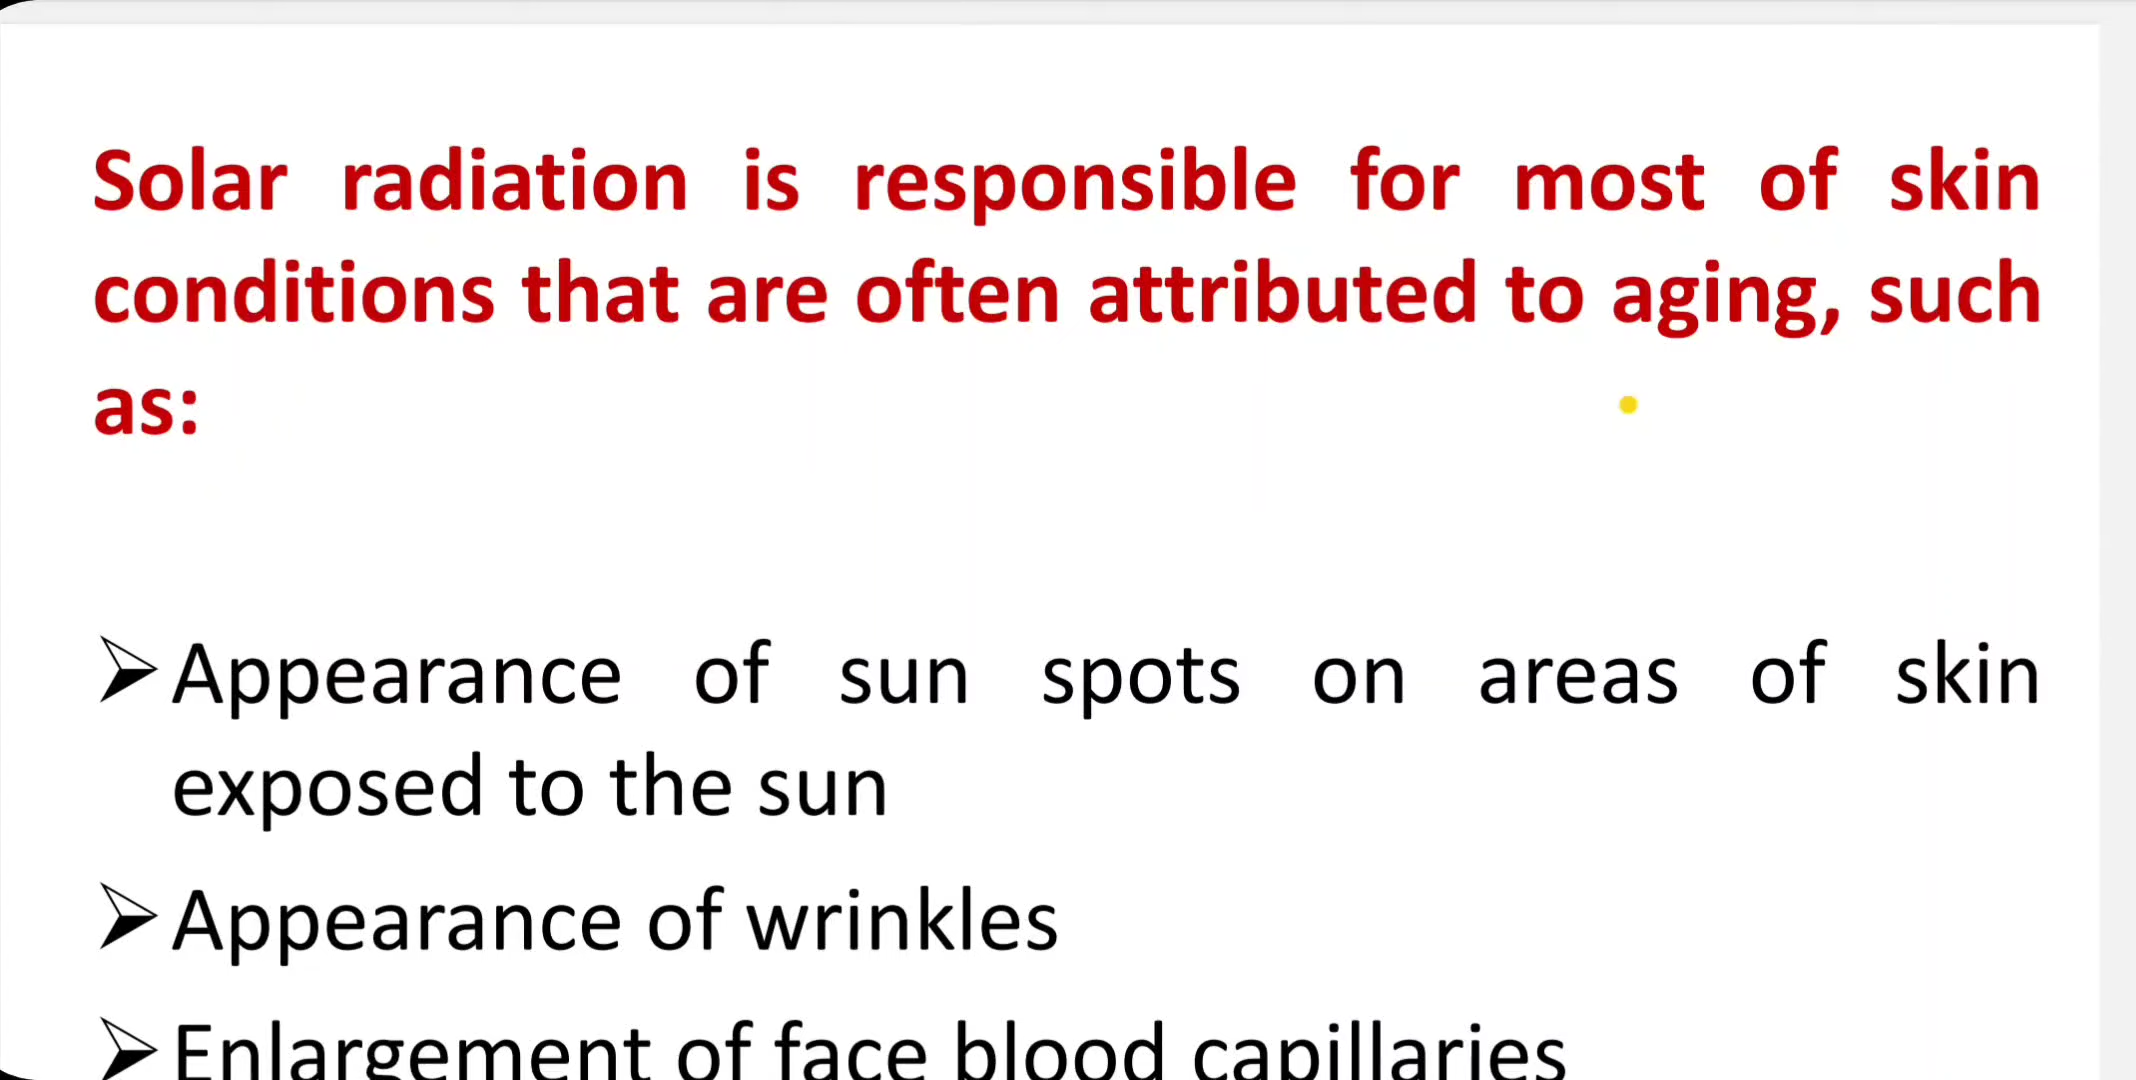 Solar radiation is responsible for most of skin
conditions that are often attributed to aging, such
as:
➢Appearance of sun spots on areas of skin
exposed to the sun
➢Appearance of wrinkles
➢Enlargement of face blood capillaries